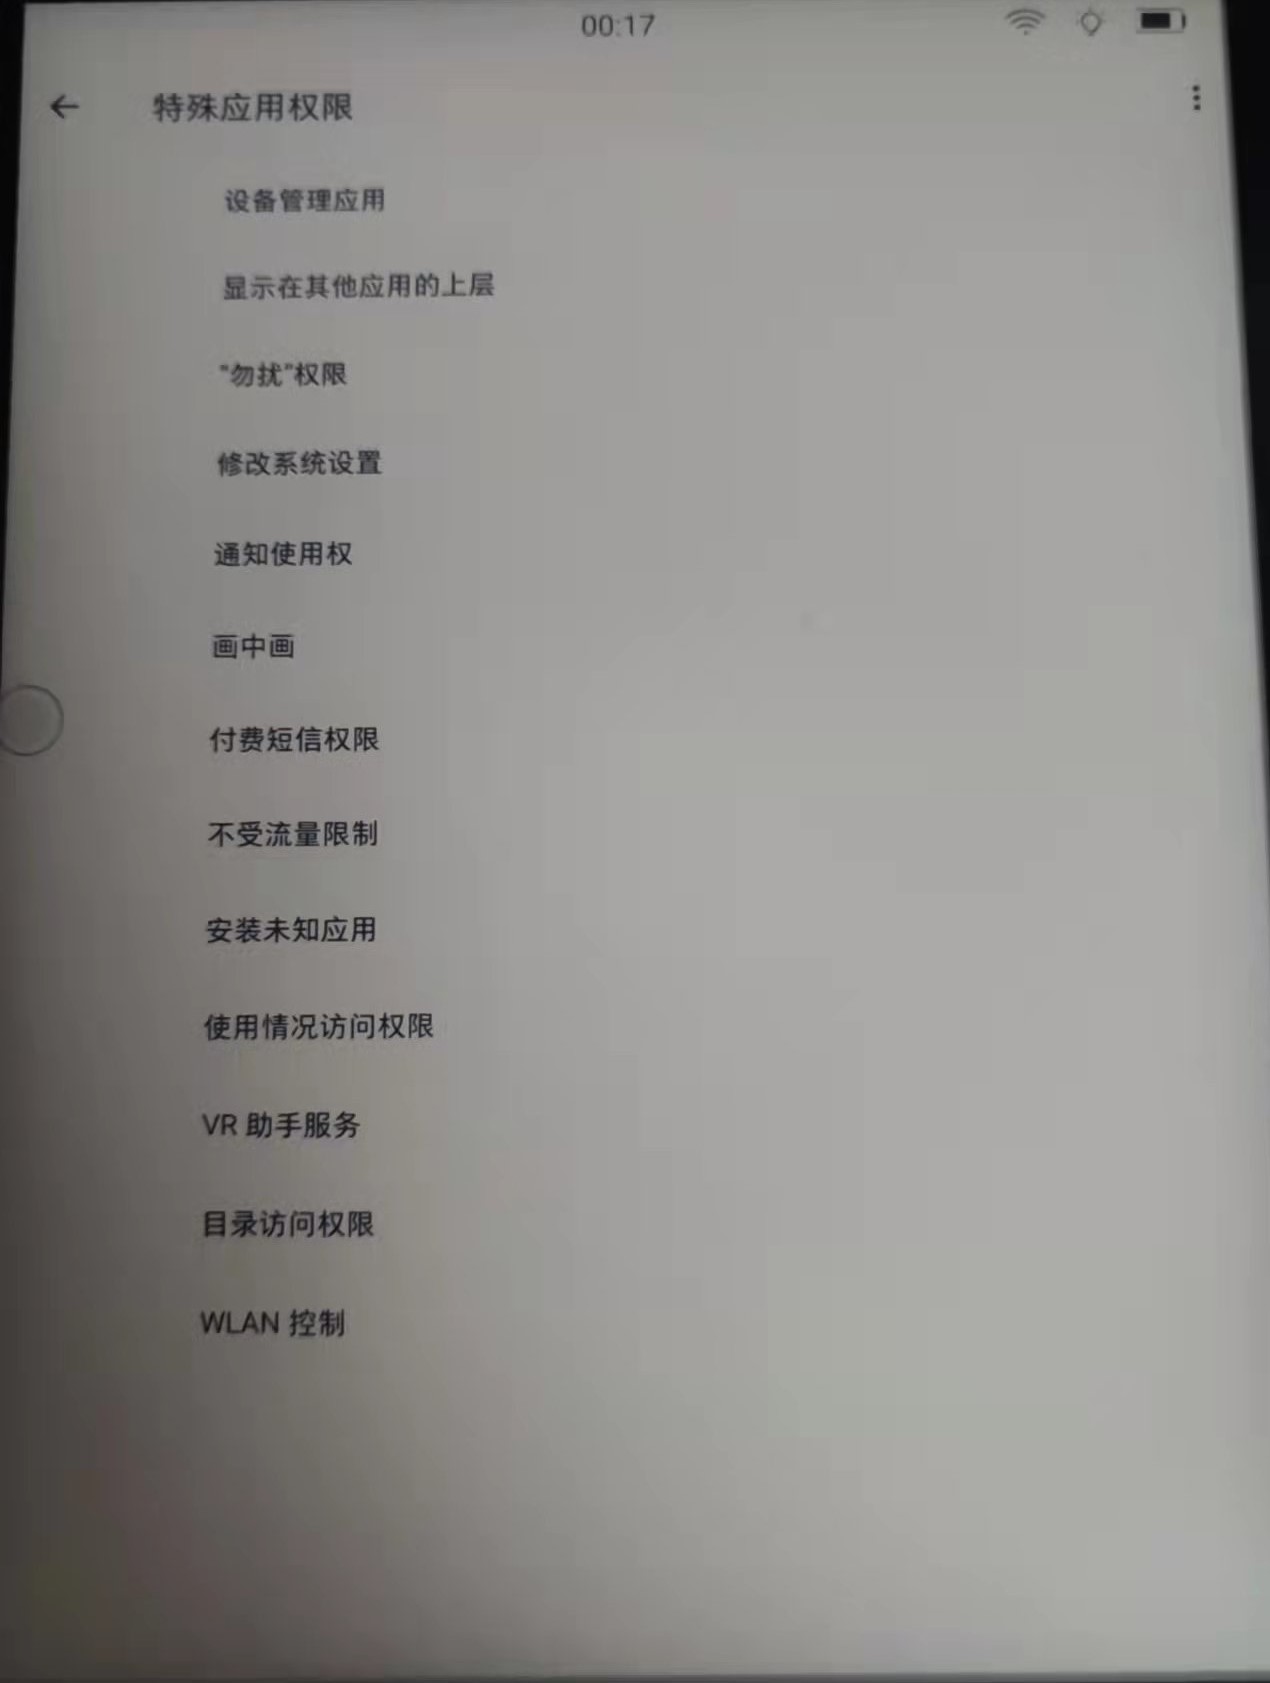 00:17
特殊应用权限
设备管理应用
显示在其他应用的上层
"勿扰"权限
修改系统设置
通知使用权
画中画
付费短信权限
不受流量限制
安装未知应用
使用情况访问权限
VR 助手服务
目录访问权限
WLAN 控制